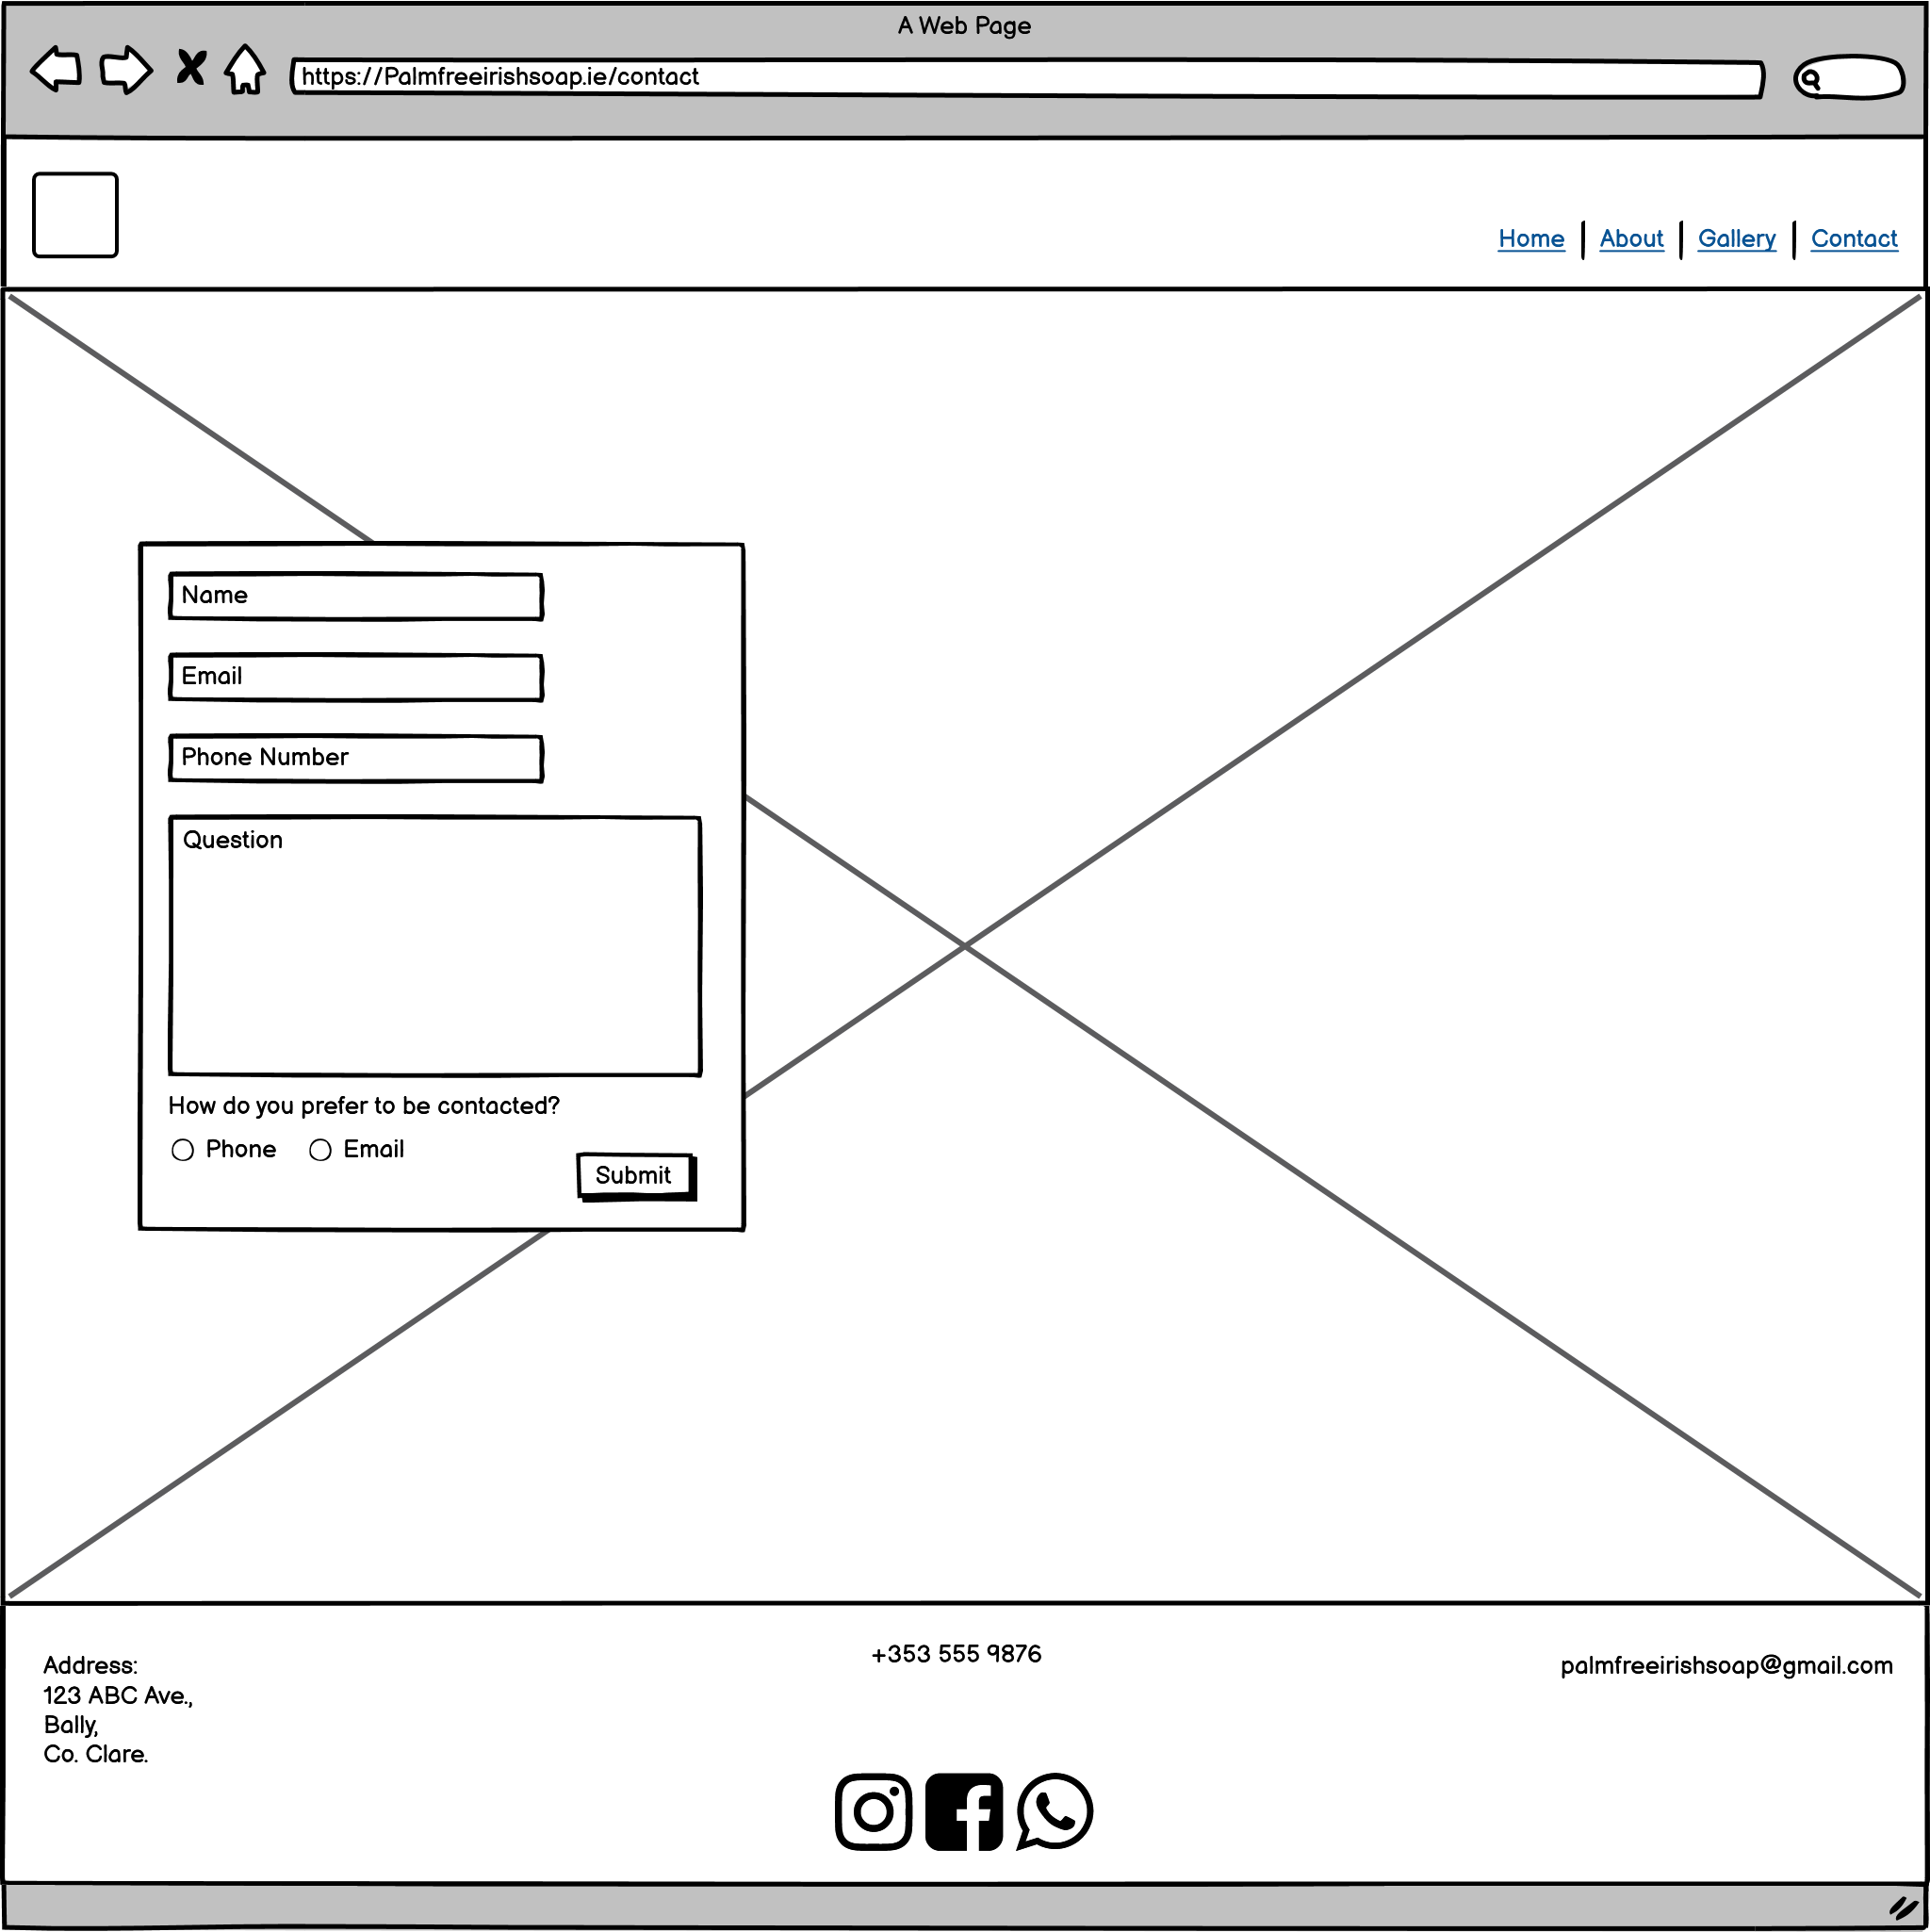 A Web Page
https://Palmfreeirishsoap.ie/contact
Home | About | Gallery | Contact
Name
Email
Phone Number
Question
How do you prefer to be contacted?
Phone Email
Submit
Address:
123 ABC Ave.,
Bally,
Co. Clare.
+353 555 9876
palmfreeirishsoap@gmail.com